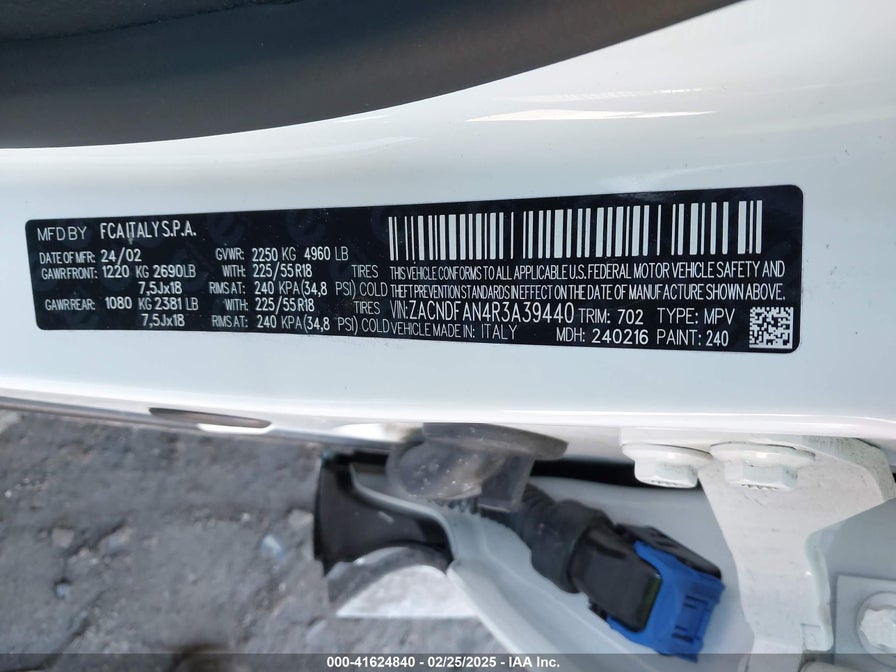 MFD BY FCA ITALY S.P.A.
DATE OF MFR: 24/02 GVWR: 2250 KG 4960 LB
GAWR FRONT: 1220 KG 2690LB WITH: 225/55R18 TIRES THIS VEHICLE CONFORMS TO ALL APPLICABLE U.S. FEDERAL MOTOR VEHICLE SAFETY AND
7,5Jx18 RIMS AT: 240 KPA (34,8 PSI) COLD THEFT PREVENTION STANDARDS IN EFFECT ON THE DATE OF MANUFACTURE SHOWN ABOVE.
GAWR REAR: 1080 KG 2381 LB WITH: 225/55R18 TIRES VIN: ZACNDFAN4R3A39440 TRIM: 702 TYPE: MPV
7,5Jx18 RIMS AT: 240 KPA (34,8 PSI) COLD VEHICLE MADE IN: ITALY MDH: 240216 PAINT: 240
000-41624840 - 02/25/2025 - IAA Inc.